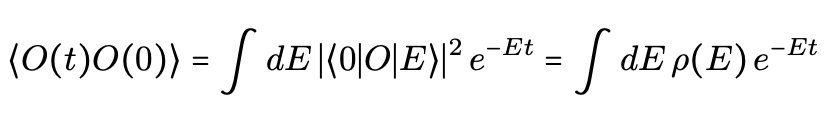 ⟨O(t)O(0)⟩ = ∫ dE |⟨0|O|E⟩|² e^{−Et} = ∫ dE ρ(E) e^{−Et}